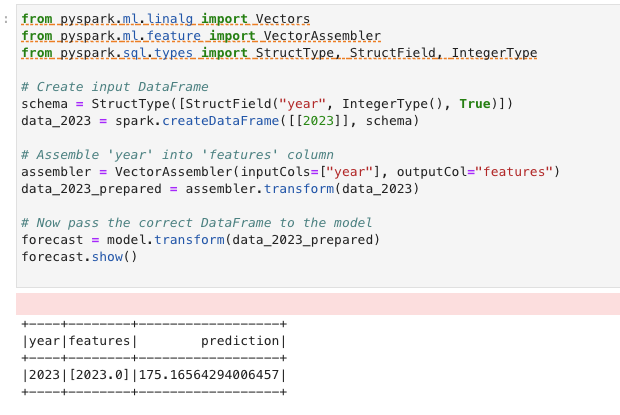 :
from pyspark.ml.linalg import Vectors
from pyspark.ml.feature import VectorAssembler
from pyspark.sql.types import StructType, StructField, IntegerType

# Create input DataFrame
schema = StructType([StructField("year", IntegerType(), True)])
data_2023 = spark.createDataFrame([[2023]], schema)

# Assemble 'year' into 'features' column
assembler = VectorAssembler(inputCols=["year"], outputCol="features")
data_2023_prepared = assembler.transform(data_2023)

# Now pass the correct DataFrame to the model
forecast = model.transform(data_2023_prepared)
forecast.show()

+----+--------+------------------+
|year|features|        prediction|
+----+--------+------------------+
|2023|[2023.0]|175.16564294006457|
+----+--------+------------------+